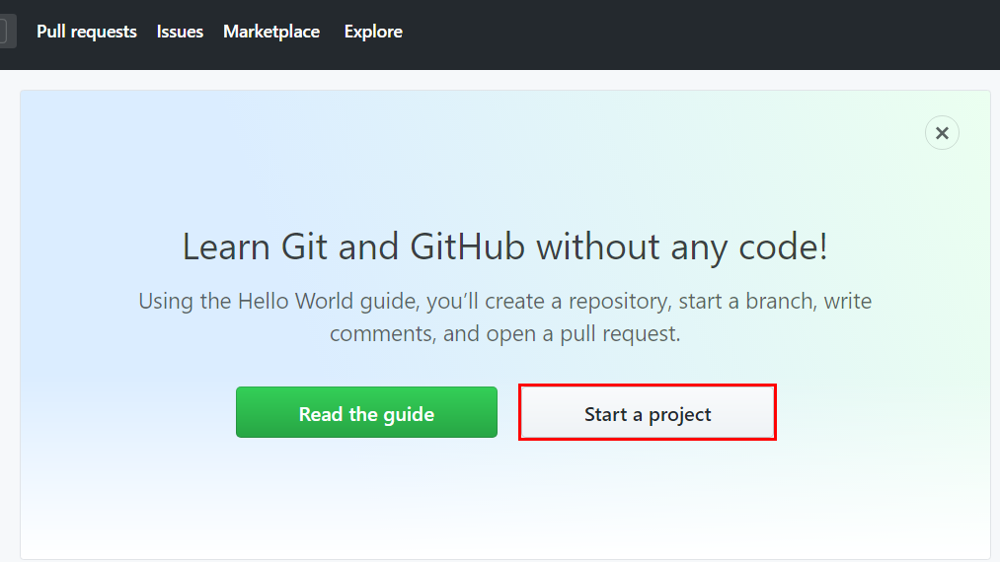 Pull requests Issues Marketplace Explore
Learn Git and GitHub without any code!
Using the Hello World guide, you’ll create a repository, start a branch, write
comments, and open a pull request.
Read the guide Start a project